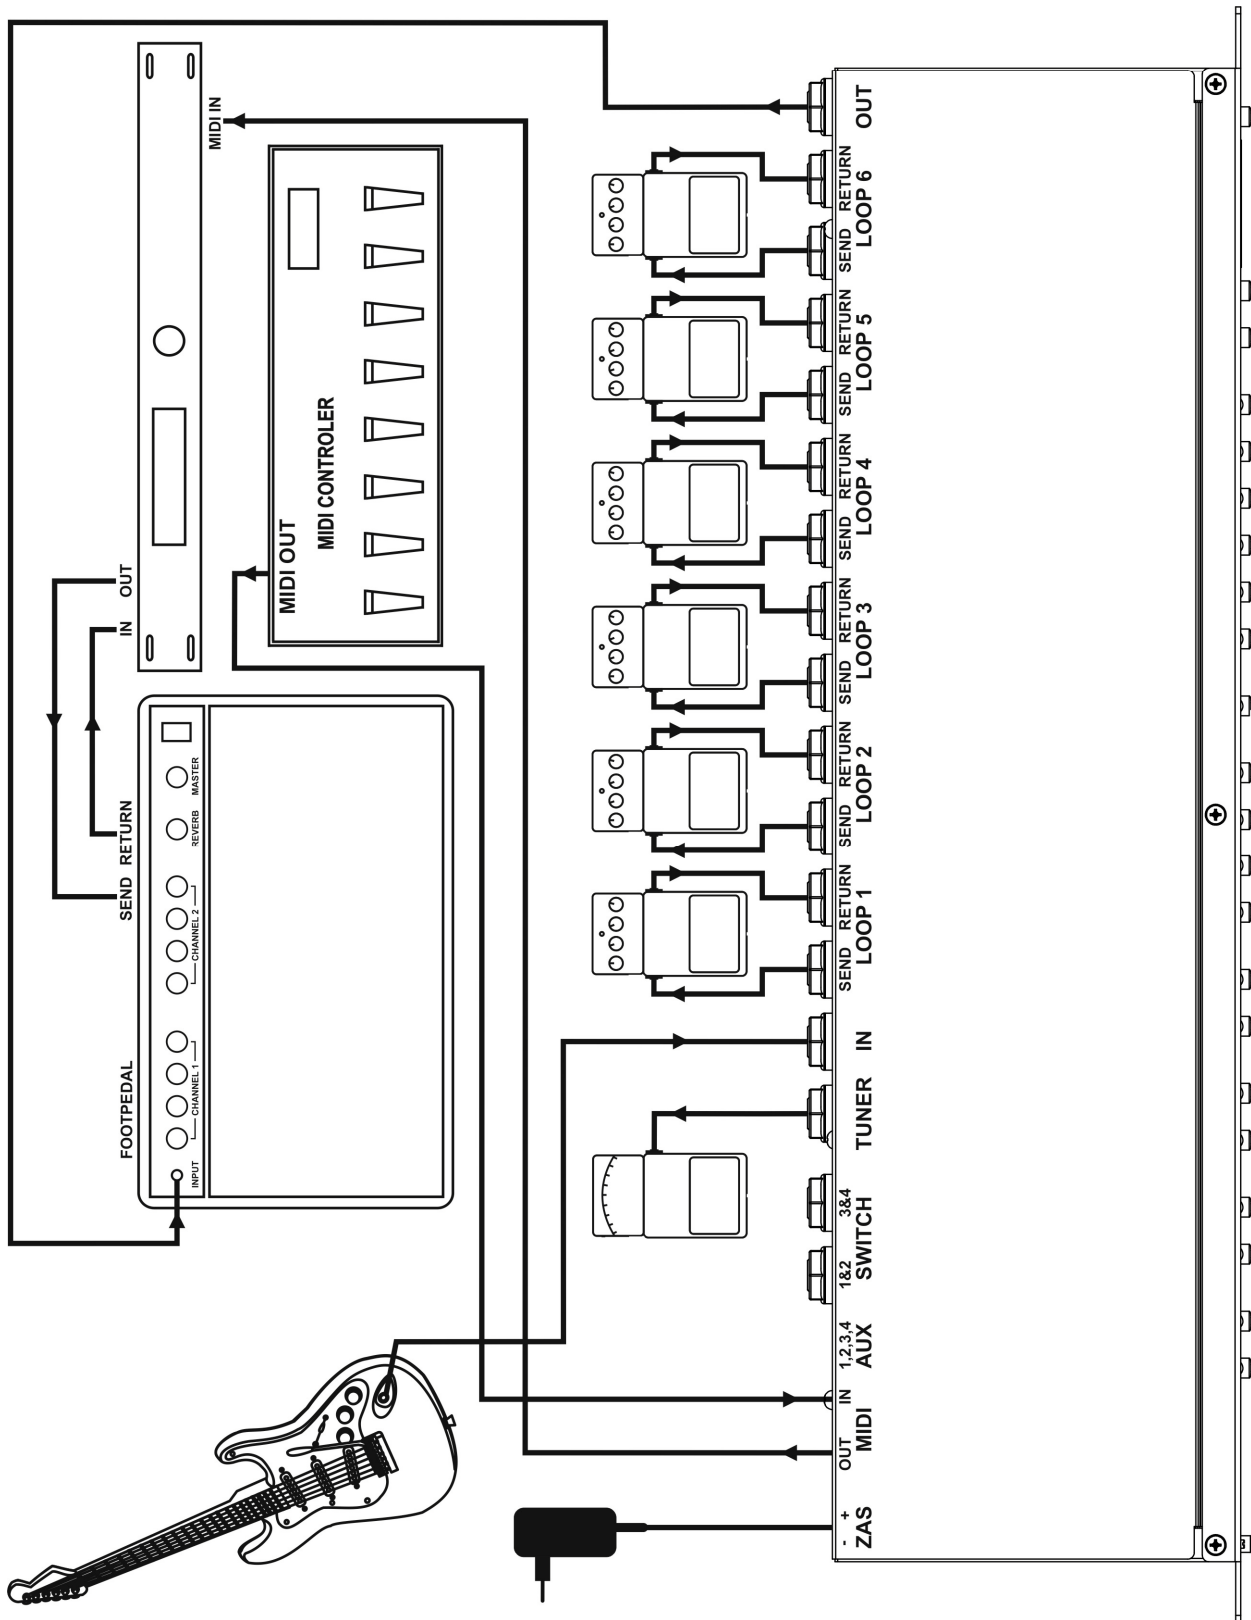 ZAS
- +
MIDI
OUT IN
AUX
1,2,3,4
SWITCH
1&2 3&4
TUNER
IN
LOOP 1
SEND RETURN
LOOP 2
SEND RETURN
LOOP 3
SEND RETURN
LOOP 4
SEND RETURN
LOOP 5
SEND RETURN
LOOP 6
SEND RETURN
OUT
FOOTPEDAL
SEND RETURN
INPUT
CHANNEL 1
CHANNEL 2
REVERB
MASTER
IN OUT
MIDI IN
MIDI OUT
MIDI CONTROLER